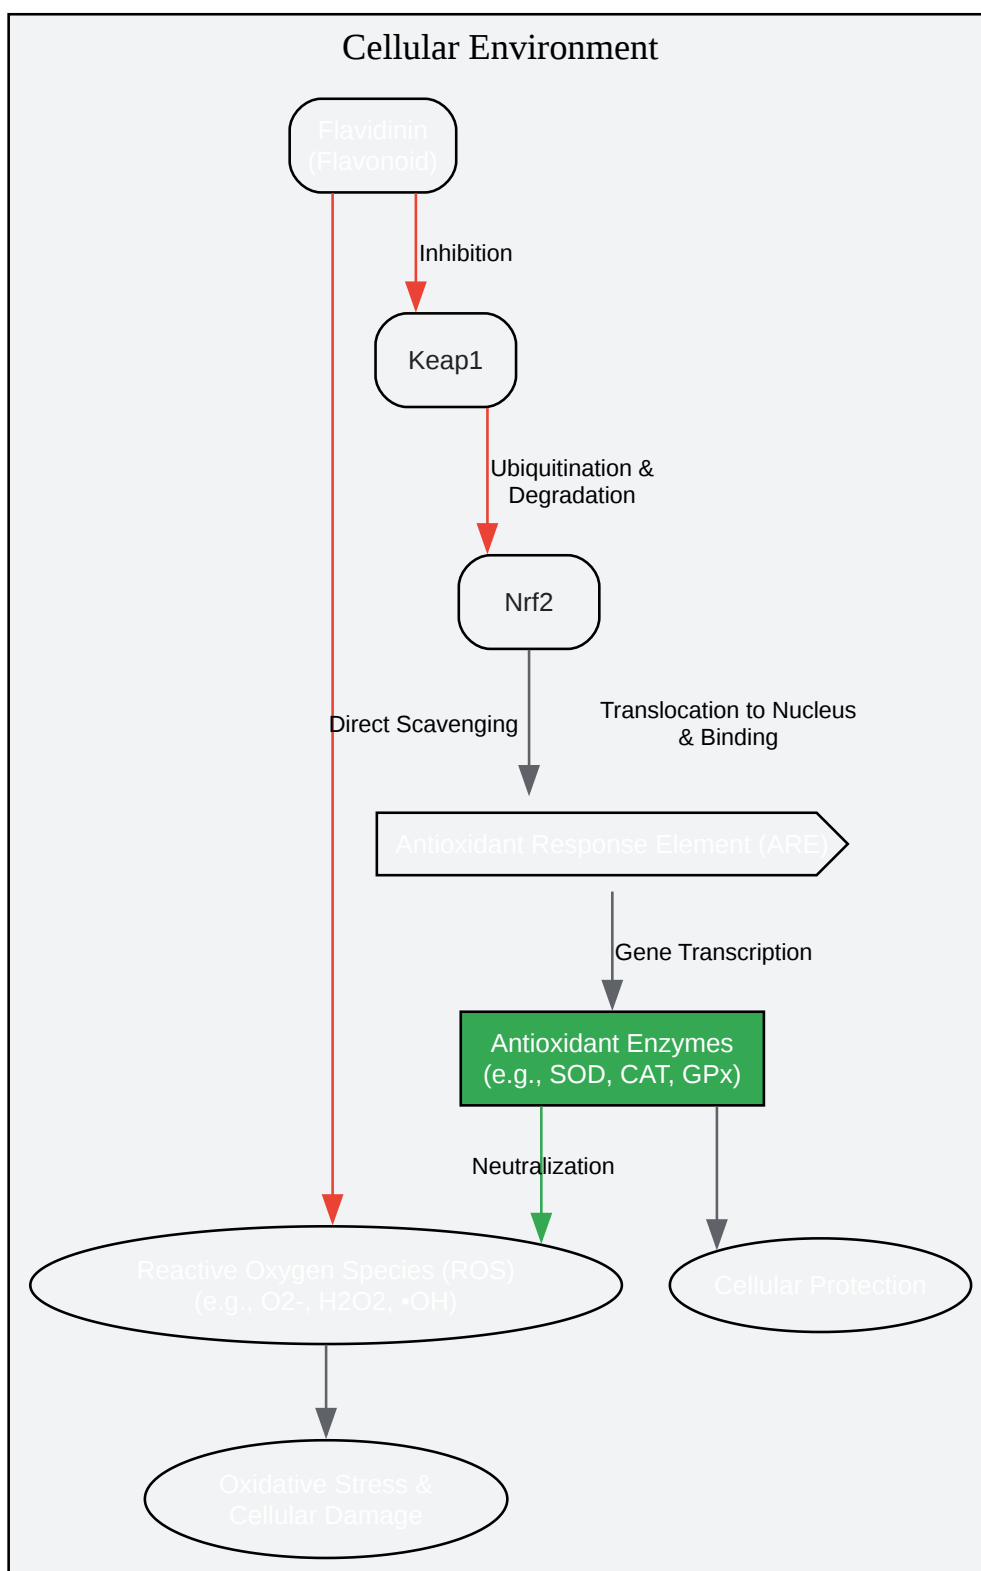 Cellular Environment
Flavidinin
(Flavonoid)
Inhibition
Keap1
Ubiquitination &
Degradation
Nrf2
Direct Scavenging
Translocation to Nucleus
& Binding
Antioxidant Response Element (ARE)
Gene Transcription
Antioxidant Enzymes
(e.g., SOD, CAT, GPx)
Neutralization
Reactive Oxygen Species (ROS)
(e.g., O2-, H2O2, •OH)
Cellular Protection
Oxidative Stress &
Cellular Damage